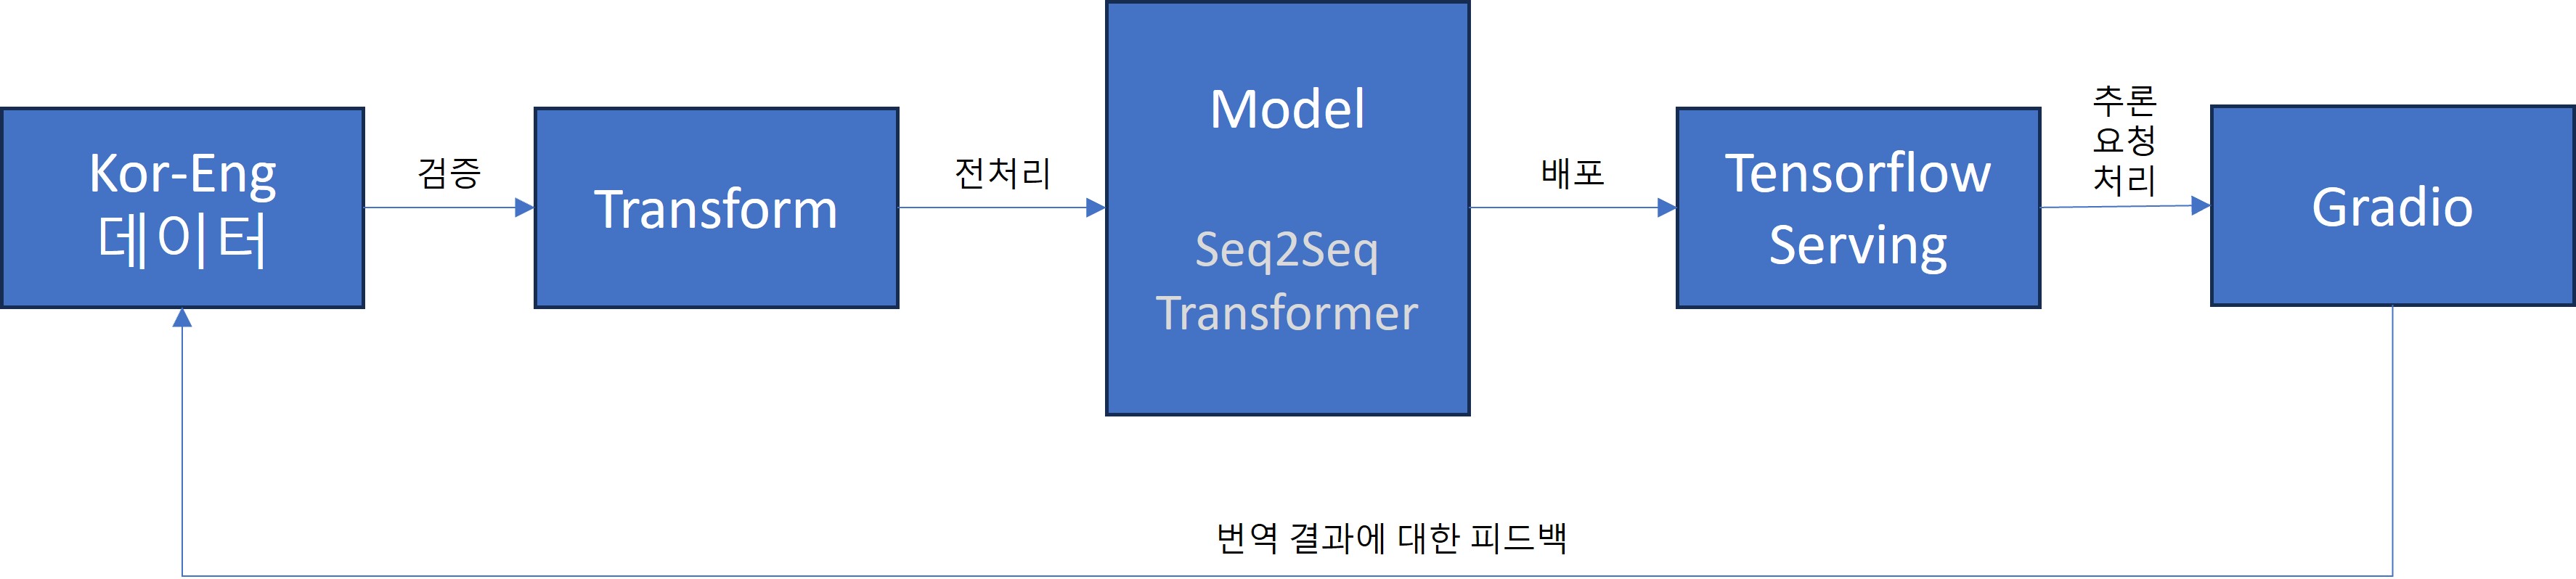 Kor-Eng
데이터
검증
Transform
전처리
Model
Seq2Seq
Transformer
배포
Tensorflow
Serving
추론
요청
처리
Gradio
번역 결과에 대한 피드백